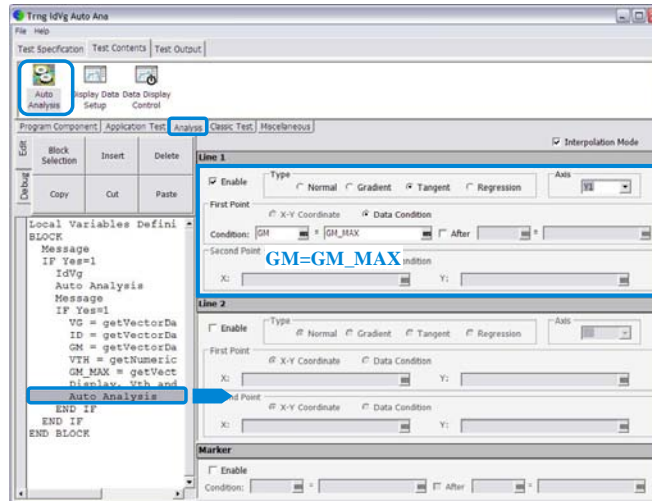 Trng IdVg Auto Ana
File Help
Test Specification Test Contents Test Output
Auto Analysis
Display Data Setup
Data Display Control
Program Component Application Test Analysis Classic Test Miscellaneous
Edit
Debug
Block Selection Insert Delete
Copy Cut Paste
Local Variables Defini
BLOCK
Message
IF Yes=1
IdVg
Auto Analysis
Message
IF Yes=1
VG = getVectorDa
ID = getVectorDa
GM = getVectorDa
VTH = getNumeric
GM_MAX = getVect
Display, Vth and
Auto Analysis
END IF
END IF
END BLOCK
Interpolation Mode
Line 1
Enable
Type
Normal Gradient Tangent Regression
Axis
Y1
First Point
X-Y Coordinate Data Condition
Condition: GM = GM_MAX After =
Second Point
GM=GM_MAX
ndition
X: Y:
Line 2
Enable
Type
Normal Gradient Tangent Regression
Axis
First Point
X-Y Coordinate Data Condition
X: Y:
nd Point
X-Y Coordinate Data Condition
X: Y:
Marker
Enable
Condition: = After =